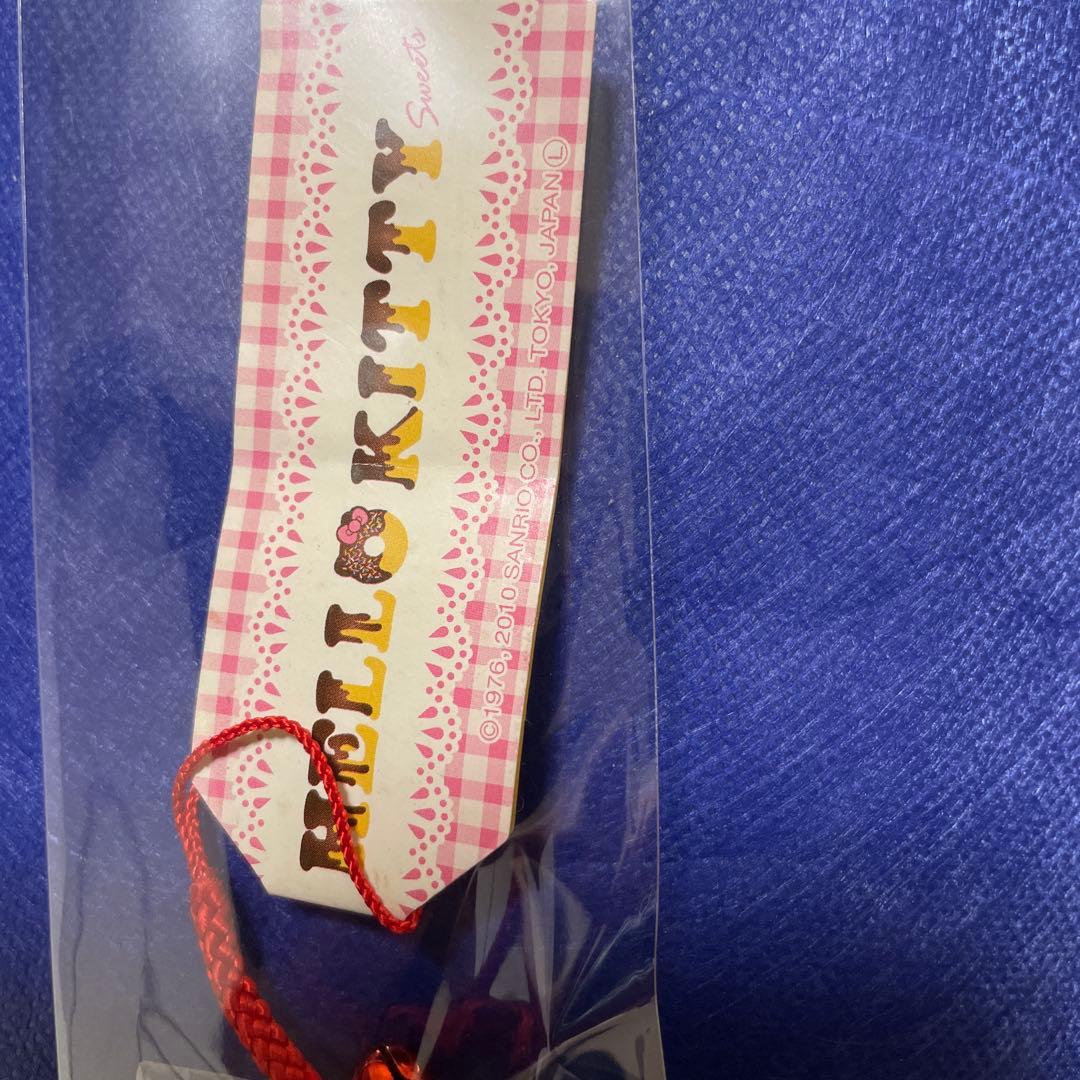 HELLO KITTY
Sweets
©1976, 2010 SANRIO CO., LTD. TOKYO, JAPAN Ⓛ